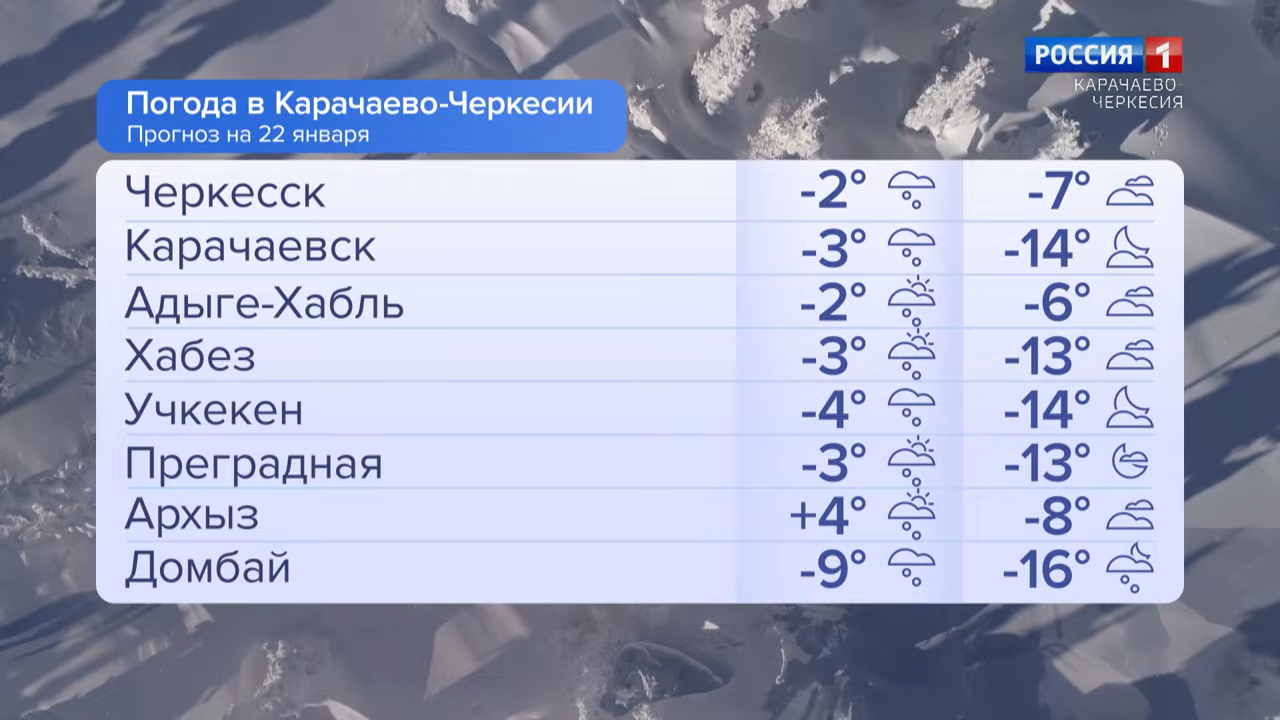 РОССИЯ 1
КАРАЧАЕВО-
ЧЕРКЕСИЯ
Погода в Карачаево-Черкесии
Прогноз на 22 января
Черкесск -2° -7°
Карачаевск -3° -14°
Адыге-Хабль -2° -6°
Хабез -3° -13°
Учкекен -4° -14°
Преградная -3° -13°
Архыз +4° -8°
Домбай -9° -16°